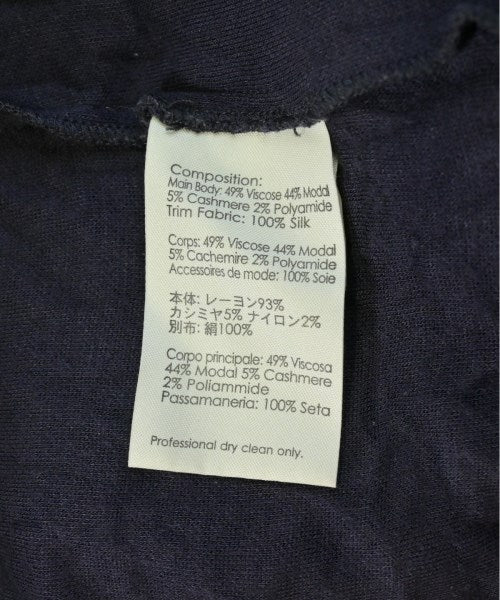 Composition:
Main Body: 49% Viscose 44% Modal
5% Cashmere 2% Polyamide
Trim Fabric: 100% Silk
Corps: 49% Viscose 44% Modal
5% Cachemire 2% Polyamide
Accessoires de mode: 100% Soie
本体: レーヨン93%
カシミヤ5% ナイロン2%
別布: 絹100%
Corpo principale: 49% Viscosa
44% Modal 5% Cashmere
2% Poliammide
Passamaneria: 100% Seta
Professional dry clean only.